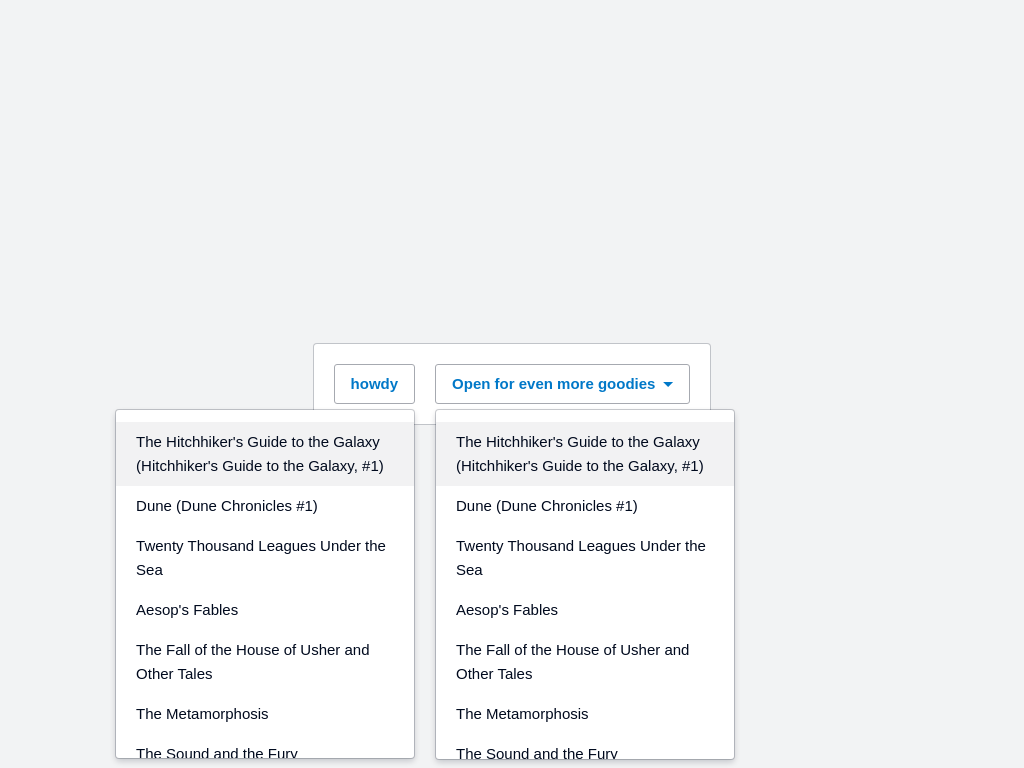 howdy
Open for even more goodies
The Hitchhiker's Guide to the Galaxy
(Hitchhiker's Guide to the Galaxy, #1)
Dune (Dune Chronicles #1)
Twenty Thousand Leagues Under the
Sea
Aesop's Fables
The Fall of the House of Usher and
Other Tales
The Metamorphosis
The Sound and the Fury
The Hitchhiker's Guide to the Galaxy
(Hitchhiker's Guide to the Galaxy, #1)
Dune (Dune Chronicles #1)
Twenty Thousand Leagues Under the
Sea
Aesop's Fables
The Fall of the House of Usher and
Other Tales
The Metamorphosis
The Sound and the Fury